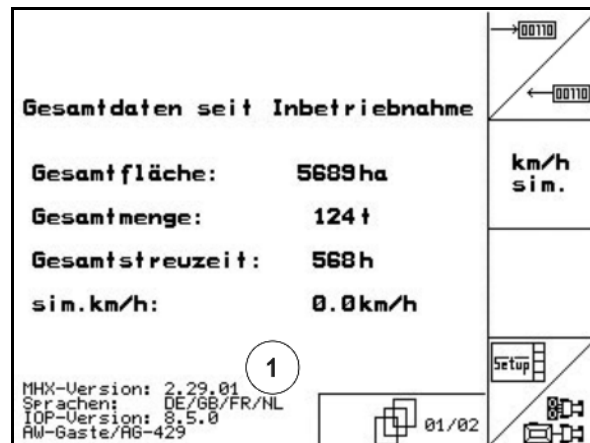 00110
00110
Gesamtdaten seit Inbetriebnahme
Gesamtfläche: 5689ha
km/h
sim.
Gesamtmenge: 124t
Gesamtstreuzeit: 568h
sim.km/h: 0.0km/h
1
Setup
MHX-Version: 2.29.01
Sprachen: DE/GB/FR/NL
IOP-Version: 8.5.0
AW-Gaste/AG-429
01/02